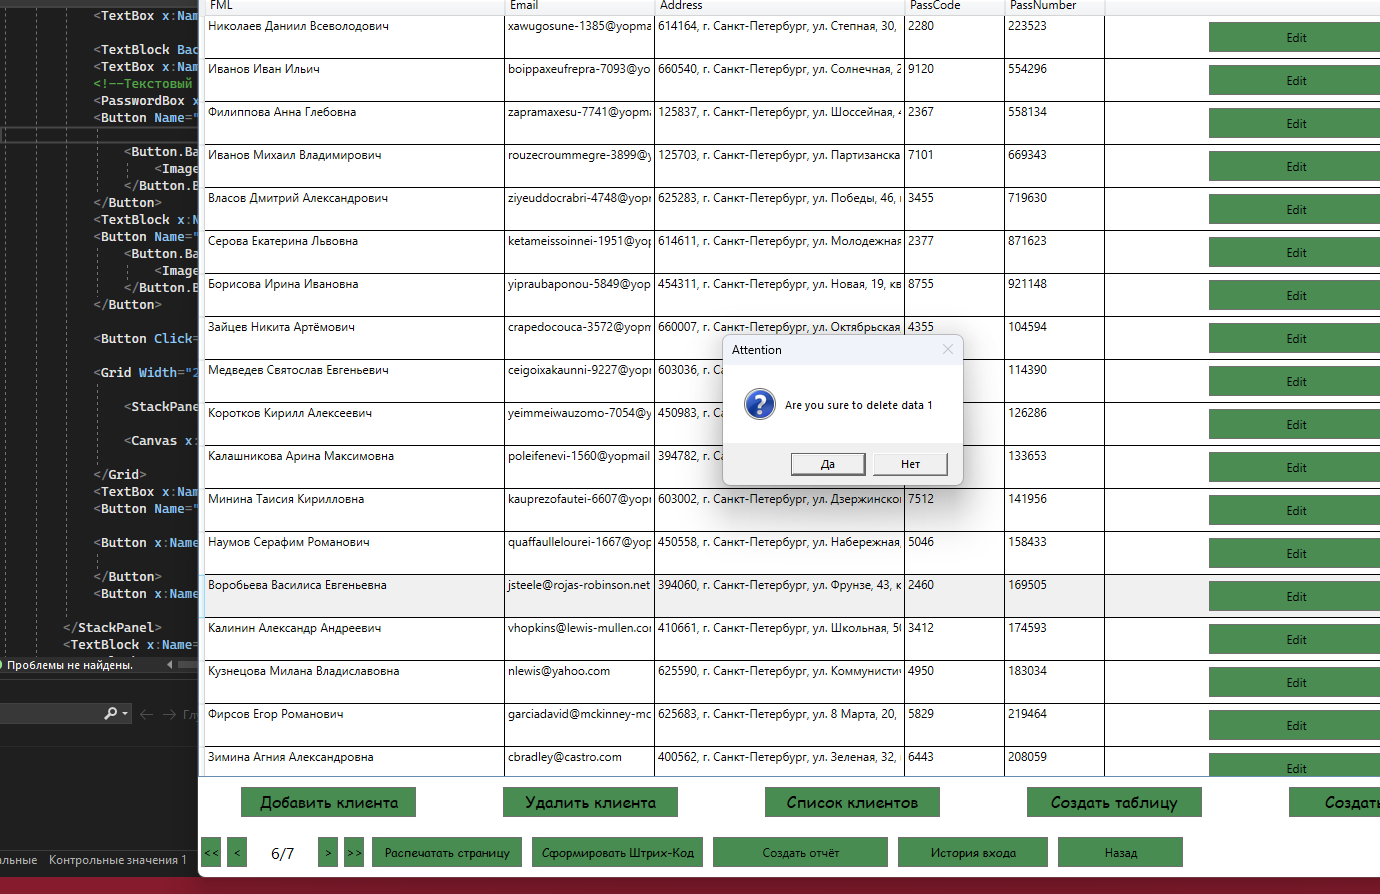 FML Email Address PassCode PassNumber
Николаев Даниил Всеволодович xawugosune-1385@yopma 614164, г. Санкт-Петербург, ул. Степная, 30, 2280 223523 Edit
Иванов Иван Ильич boippaxeufrepra-7093@yo 660540, г. Санкт-Петербург, ул. Солнечная, 2 9120 554296 Edit
Филиппова Анна Глебовна zapramaxesu-7741@yopma 125837, г. Санкт-Петербург, ул. Шоссейная, 4 2367 558134 Edit
Иванов Михаил Владимирович rouzecroummegre-3899@y 125703, г. Санкт-Петербург, ул. Партизанска 7101 669343 Edit
Власов Дмитрий Александрович ziyeuddocrabri-4748@yopr 625283, г. Санкт-Петербург, ул. Победы, 46, 3455 719630 Edit
Серова Екатерина Львовна ketameissoinnei-1951@yop 614611, г. Санкт-Петербург, ул. Молодежная 2377 871623 Edit
Борисова Ирина Ивановна yipraubaponou-5849@yop 454311, г. Санкт-Петербург, ул. Новая, 19, кв 8755 921148 Edit
Зайцев Никита Артёмович crapedocouca-3572@yopm 660007, г. Санкт-Петербург, ул. Октябрьская 4355 104594 Edit
Медведев Святослав Евгеньевич ceigoixakaunni-9227@yopr 603036, г. Са 114390 Edit
Коротков Кирилл Алексеевич yeimmeiwauzomo-7054@y 450983, г. Са 126286 Edit
Калашникова Арина Максимовна poleifenevi-1560@yopmail 394782, г. Са 133653 Edit
Минина Таисия Кирилловна kauprezofautei-6607@yopr 603002, г. Санкт-Петербург, ул. Дзержинско 7512 141956 Edit
Наумов Серафим Романович quaffaullelourei-1667@yop 450558, г. Санкт-Петербург, ул. Набережная, 5046 158433 Edit
Воробьева Василиса Евгеньевна jsteele@rojas-robinson.net 394060, г. Санкт-Петербург, ул. Фрунзе, 43, к 2460 169505 Edit
Калинин Александр Андреевич vhopkins@lewis-mullen.co 410661, г. Санкт-Петербург, ул. Школьная, 50 3412 174593 Edit
Кузнецова Милана Владиславовна nlewis@yahoo.com 625590, г. Санкт-Петербург, ул. Коммунисти 4950 183034 Edit
Фирсов Егор Романович garciadavid@mckinney-mc 625683, г. Санкт-Петербург, ул. 8 Марта, 20, 5829 219464 Edit
Зимина Агния Александровна cbradley@castro.com 400562, г. Санкт-Петербург, ул. Зеленая, 32, 6443 208059 Edit
Attention
Are you sure to delete data 1
Да Нет
Добавить клиента Удалить клиента Список клиентов Создать таблицу Создать
<< < 6/7 > >> Распечатать страницу Сформировать Штрих-Код Создать отчёт История входа Назад
<TextBox x:Nam
<TextBlock Bac
<TextBox x:Nam
<!--Текстовый
<PasswordBox x
<Button Name="
<Button.Ba
<Image
</Button.B
</Button>
<TextBlock x:N
<Button Name="
<Button.Ba
<Image
</Button.B
</Button>
<Button Click=
<Grid Width="2
<StackPane
<Canvas x:
</Grid>
<TextBox x:Nam
<Button Name="
<Button x:Name
</Button>
<Button x:Name
</StackPanel>
<TextBlock x:Name=
Проблемы не найдены.
Гл
альные Контрольные значения 1